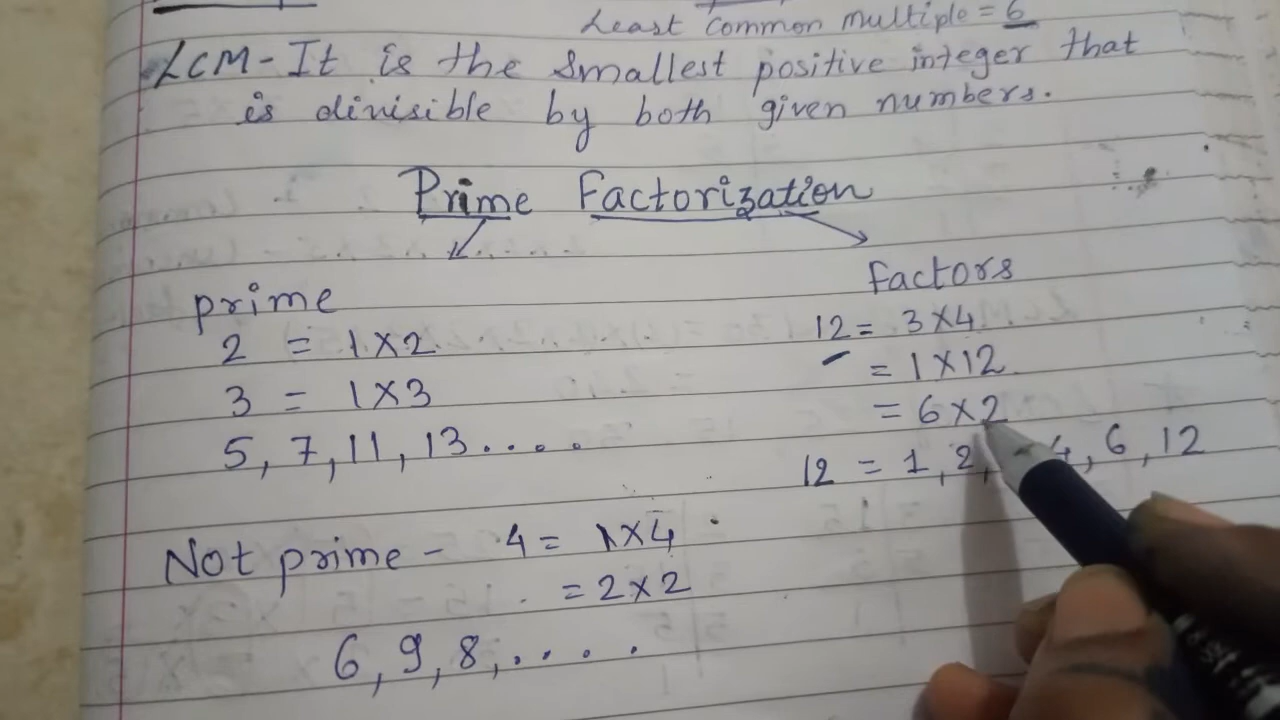 Least common multiple = 6
LCM - It is the smallest positive integer that
is divisible by both given numbers.
Prime Factorization
prime
2 = 1×2
3 = 1×3
5, 7, 11, 13....
Factors
12 = 3×4
= 1×12
= 6×2
12 = 1, 2, 4, 6, 12
Not prime - 4 = 1×4
= 2×2
6, 9, 8, ....